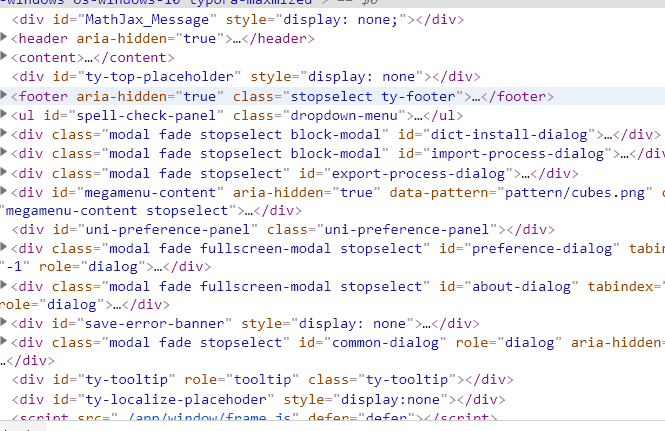 -windows os-windows-10 typora-maximized > == $0
<div id="MathJax_Message" style="display: none;"></div>
<header aria-hidden="true">…</header>
<content>…</content>
<div id="ty-top-placeholder" style="display: none"></div>
<footer aria-hidden="true" class="stopselect ty-footer">…</footer>
<ul id="spell-check-panel" class="dropdown-menu">…</ul>
<div class="modal fade stopselect block-modal" id="dict-install-dialog">…</div>
<div class="modal fade stopselect block-modal" id="import-process-dialog">…</div>
<div class="modal fade stopselect" id="export-process-dialog">…</div>
<div id="megamenu-content" aria-hidden="true" data-pattern="pattern/cubes.png" c
"megamenu-content stopselect">…</div>
<div id="uni-preference-panel" class="uni-preference-panel"></div>
<div class="modal fade fullscreen-modal stopselect" id="preference-dialog" tabin
"-1" role="dialog">…</div>
<div class="modal fade fullscreen-modal stopselect" id="about-dialog" tabindex="
role="dialog">…</div>
<div id="save-error-banner" style="display: none">…</div>
<div class="modal fade stopselect" id="common-dialog" role="dialog" aria-hidden=
…</div>
<div id="ty-tooltip" role="tooltip" class="ty-tooltip"></div>
<div id="ty-localize-placehoder" style="display:none"></div>
<script src="./app/window/frame.js" defer="defer"></script>